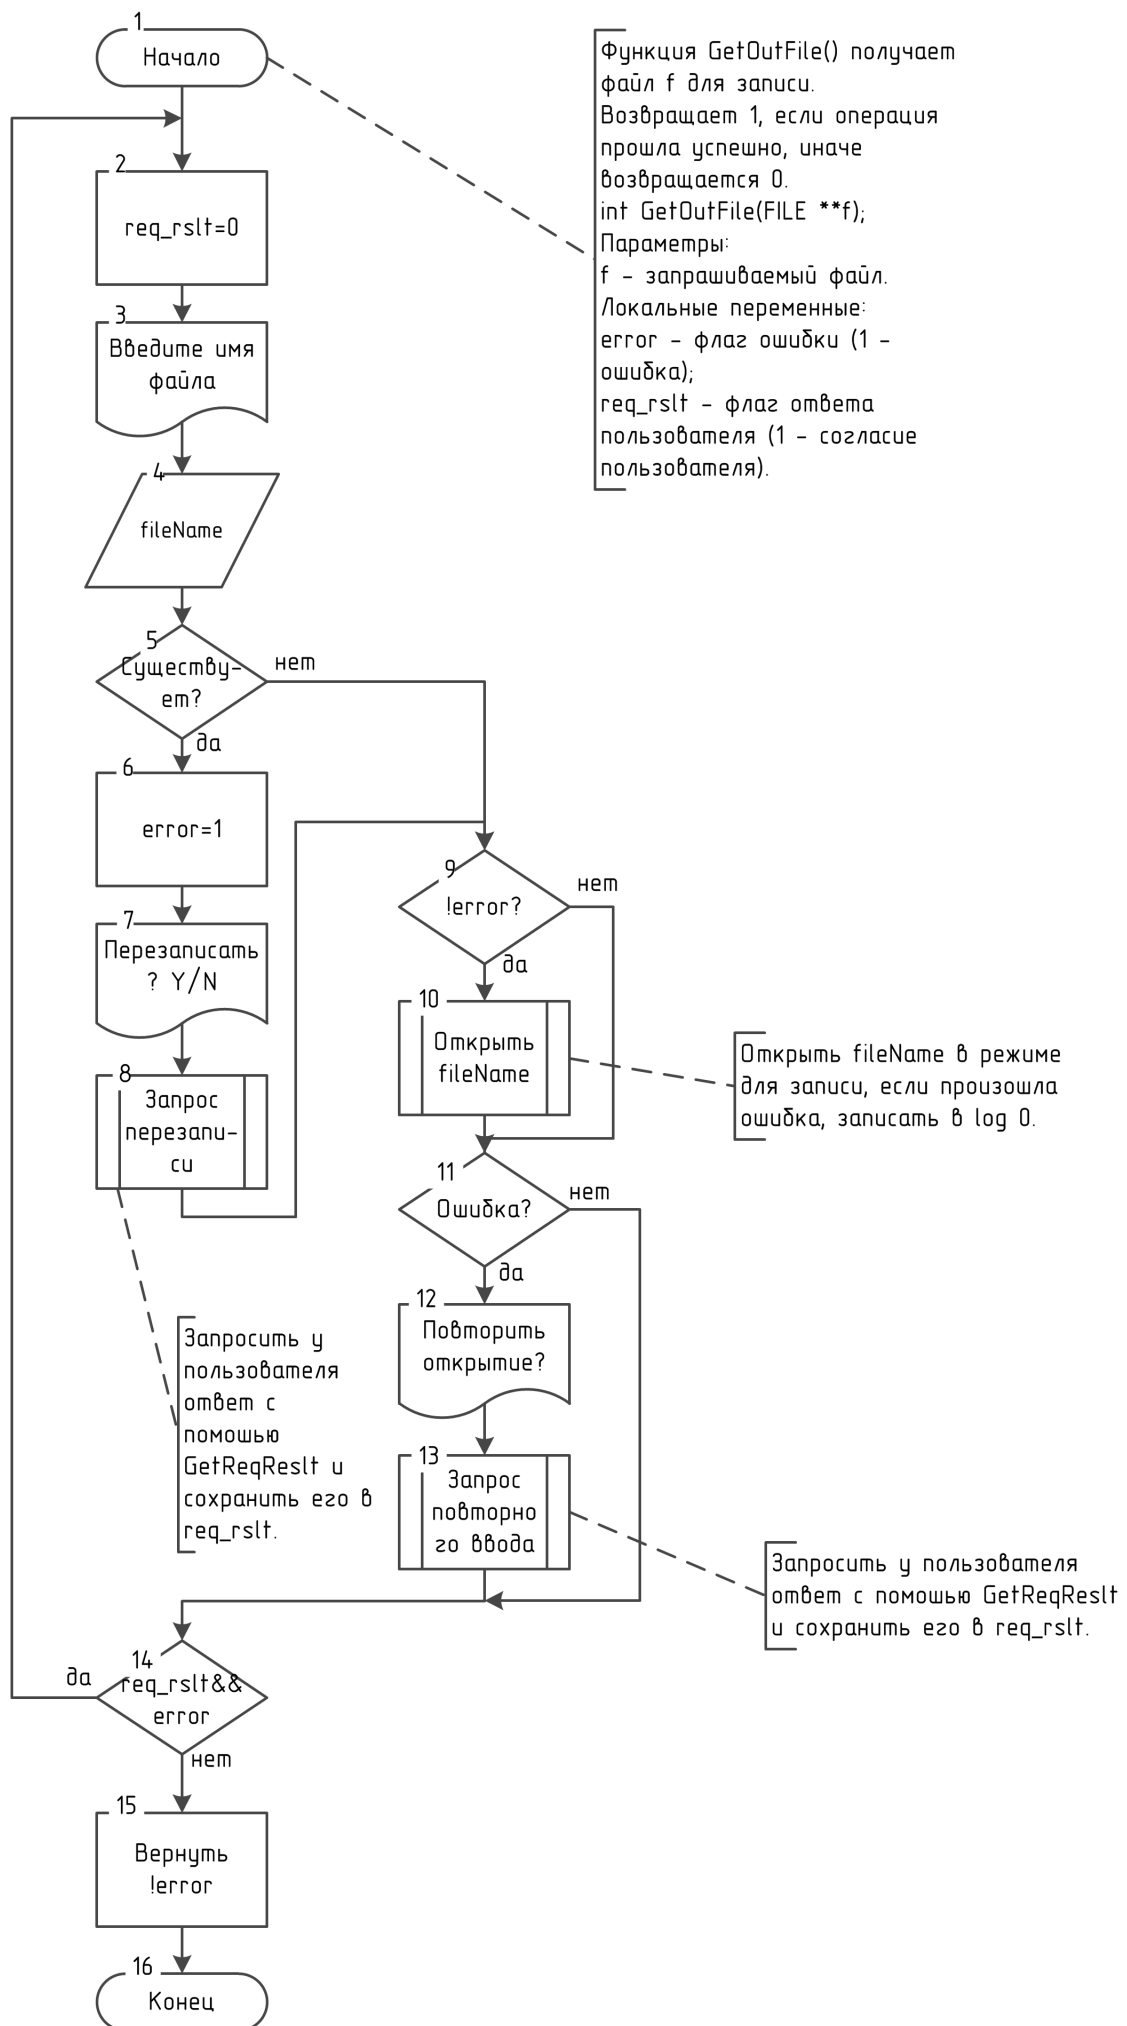 1
Начало
Функция GetOutFile() получает
файл f для записи.
Возвращает 1, если операция
прошла успешно, иначе
возвращается 0.
int GetOutFile(FILE **f);
Параметры:
f – запрашиваемый файл.
Локальные переменные:
error – флаг ошибки (1 –
ошибка);
req_rslt – флаг ответа
пользователя (1 – согласие
пользователя).
2
req_rslt=0
3
Введите имя
файла
4
fileName
5
Существу-
ет?
нет
да
6
error=1
7
Перезаписать
? Y/N
8
Запрос
перезапи-
си
Запросить у
пользователя
ответ с
помошью
GetReqReslt и
сохранить его в
req_rslt.
9
!error?
нет
да
10
Открыть
fileName
Открыть fileName в режиме
для записи, если произошла
ошибка, записать в log 0.
11
Ошибка?
нет
да
12
Повторить
открытие?
13
Запрос
повторно
го ввода
Запросить у пользователя
ответ с помошью GetReqReslt
и сохранить его в req_rslt.
14
req_rslt&&
error
да
нет
15
Вернуть
!error
16
Конец